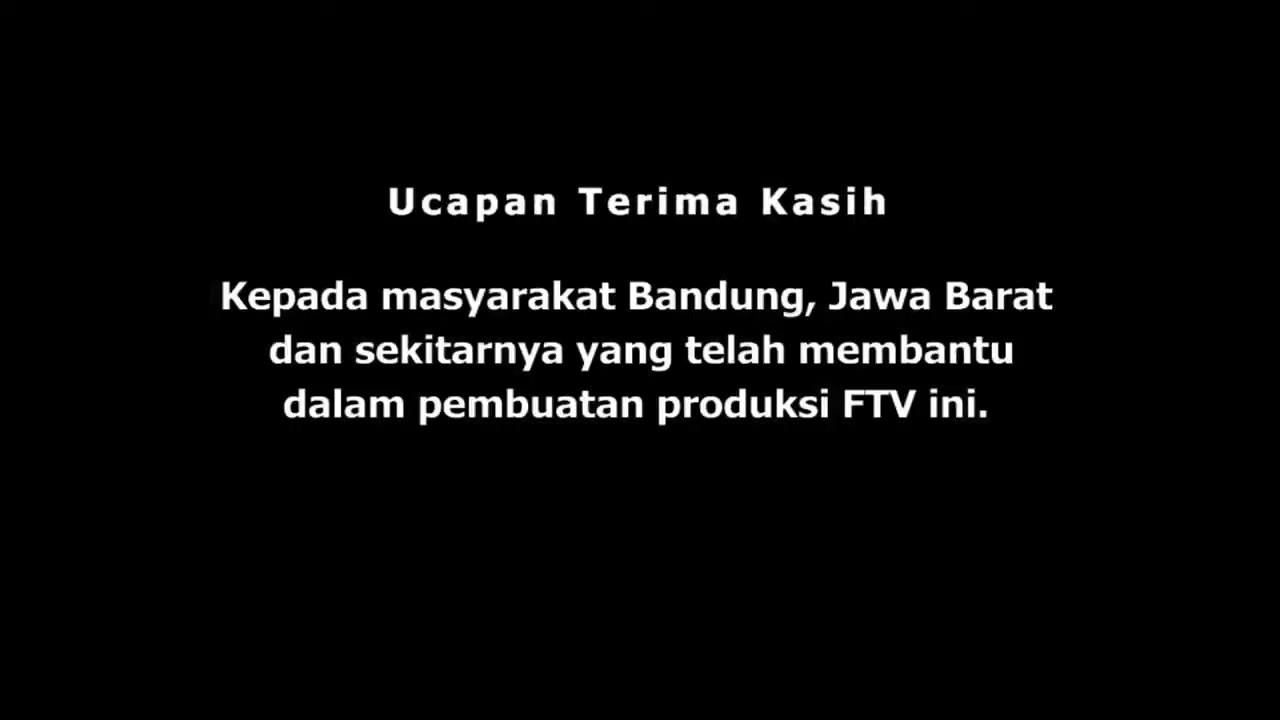 Ucapan Terima Kasih
Kepada masyarakat Bandung, Jawa Barat
dan sekitarnya yang telah membantu
dalam pembuatan produksi FTV ini.